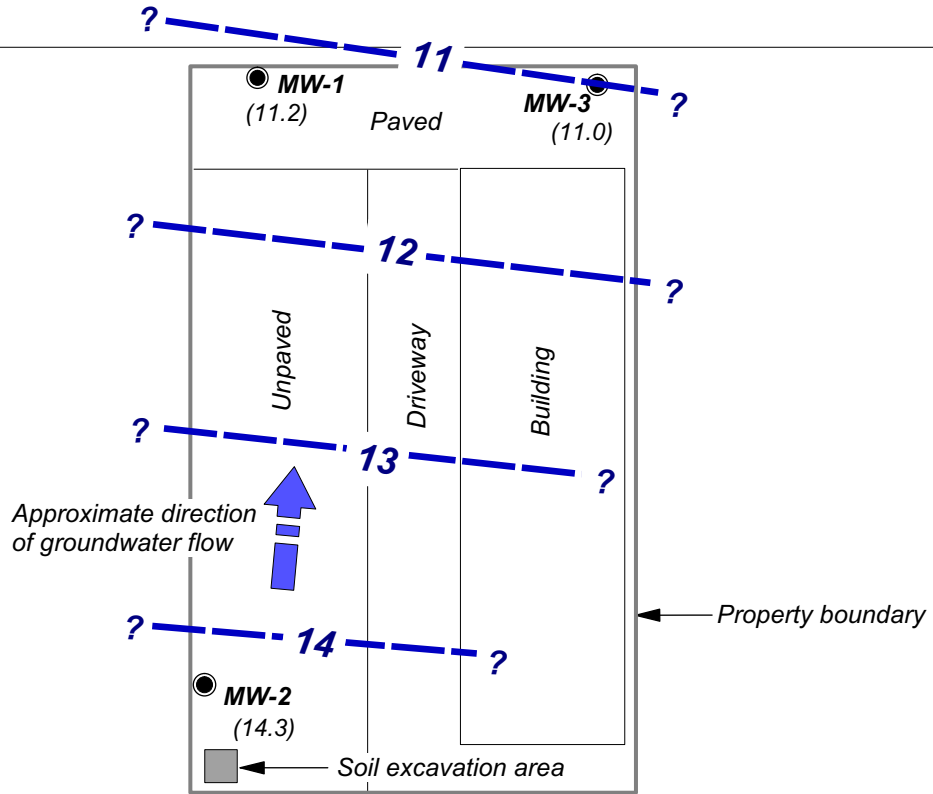 ?
11
MW-1
(11.2)
Paved
MW-3
(11.0)
?
?
12
?
Unpaved
Driveway
Building
?
13
?
Approximate direction
of groundwater flow
?
14
?
Property boundary
MW-2
(14.3)
Soil excavation area